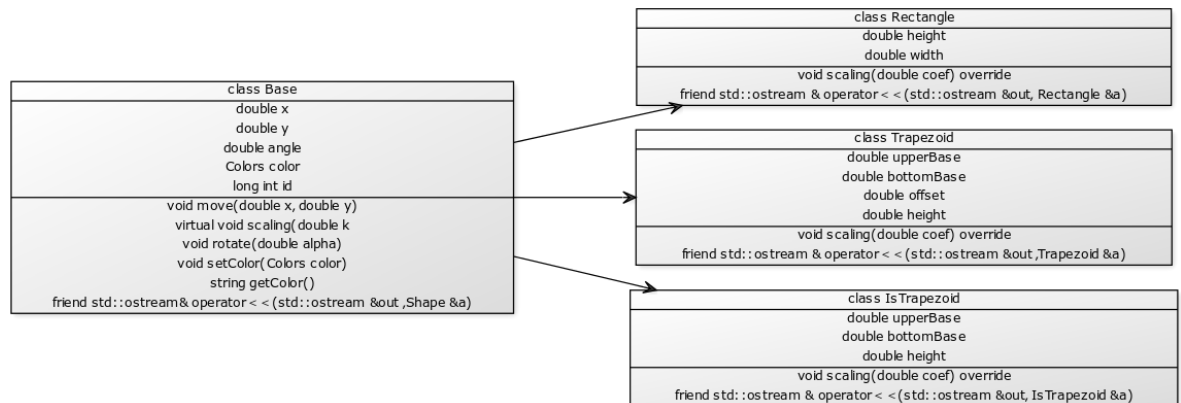 class Base
double x
double y
double angle
Colors color
long int id
void move(double x, double y)
virtual void scaling(double k
void rotate(double alpha)
void setColor(Colors color)
string getColor()
friend std::ostream& operator < < (std::ostream &out ,Shape &a)
class Rectangle
double height
double width
void scaling(double coef) override
friend std::ostream & operator < < (std::ostream &out, Rectangle &a)
class Trapezoid
double upperBase
double bottomBase
double offset
double height
void scaling(double coef) override
friend std::ostream & operator < < (std::ostream &out ,Trapezoid &a)
class IsTrapezoid
double upperBase
double bottomBase
double height
void scaling(double coef) override
friend std::ostream & operator < < (std::ostream &out, IsTrapezoid &a)